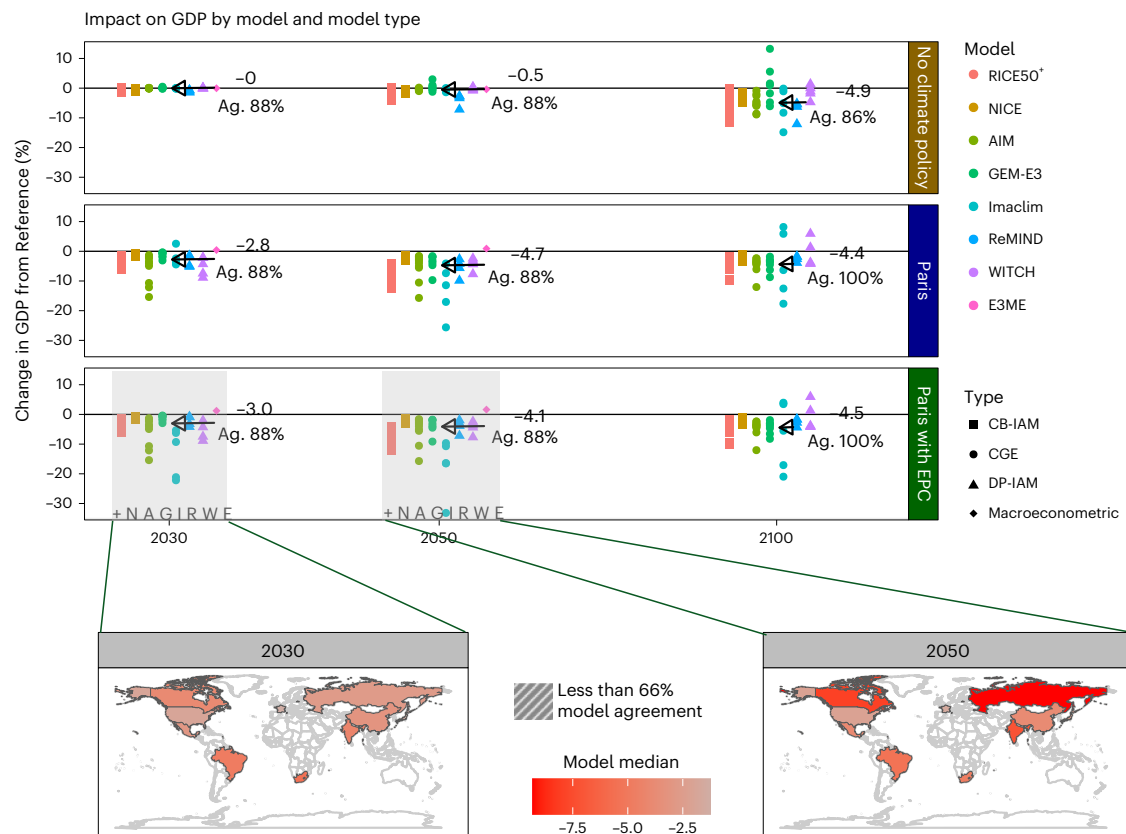 Impact on GDP by model and model type
Change in GDP from Reference (%)
10
0
−10
−20
−30
−0
Ag. 88%
−0.5
Ag. 88%
−4.9
Ag. 86%
No climate policy
10
0
−10
−20
−30
−2.8
Ag. 88%
−4.7
Ag. 88%
−4.4
Ag. 100%
Paris
10
0
−10
−20
−30
−3.0
Ag. 88%
−4.1
Ag. 88%
−4.5
Ag. 100%
Paris with EPC
+ N A G I R W E
+ N A G I R W E
2030
2050
2100
Model
RICE50+
NICE
AIM
GEM-E3
Imaclim
ReMIND
WITCH
E3ME
Type
CB-IAM
CGE
DP-IAM
Macroeconometric
2030
Less than 66%
model agreement
Model median
−7.5 −5.0 −2.5
2050